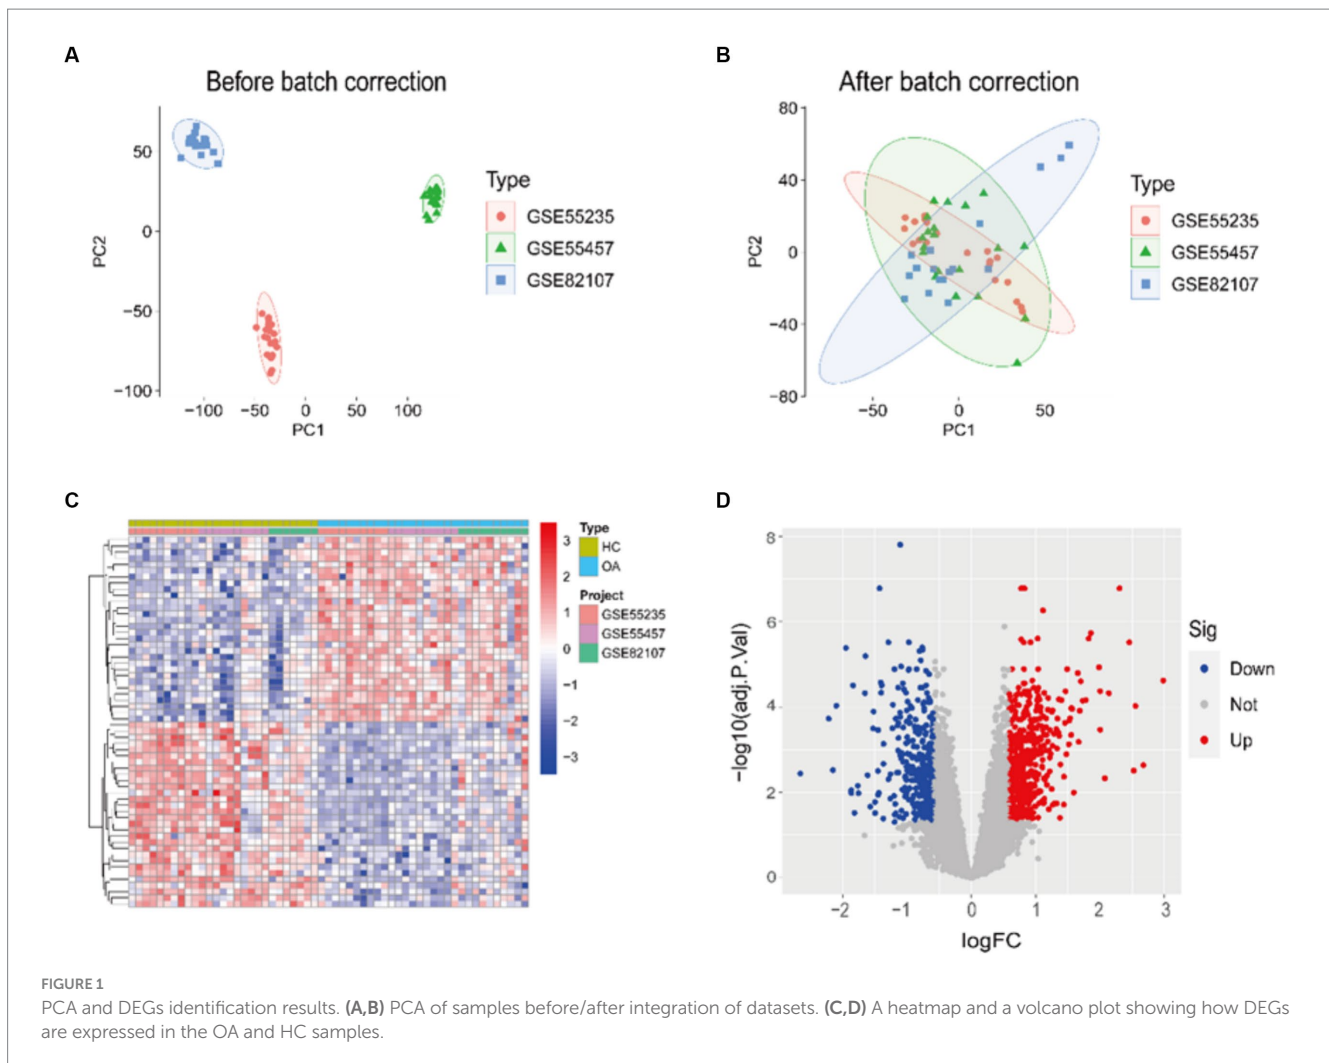 A
Before batch correction
50
0
−50
−100
PC2
−100
−50
0
50
100
PC1
Type
GSE55235
GSE55457
GSE82107
B
After batch correction
80
40
0
−40
−80
PC2
−50
0
50
PC1
Type
GSE55235
GSE55457
GSE82107
C
3
2
1
0
−1
−2
−3
Type
HC
OA
Project
GSE55235
GSE55457
GSE82107
D
8
6
4
2
0
−log10(adj.P.Val)
−2
−1
0
1
2
3
logFC
Sig
Down
Not
Up
FIGURE 1
PCA and DEGs identification results. (A,B) PCA of samples before/after integration of datasets. (C,D) A heatmap and a volcano plot showing how DEGs
are expressed in the OA and HC samples.